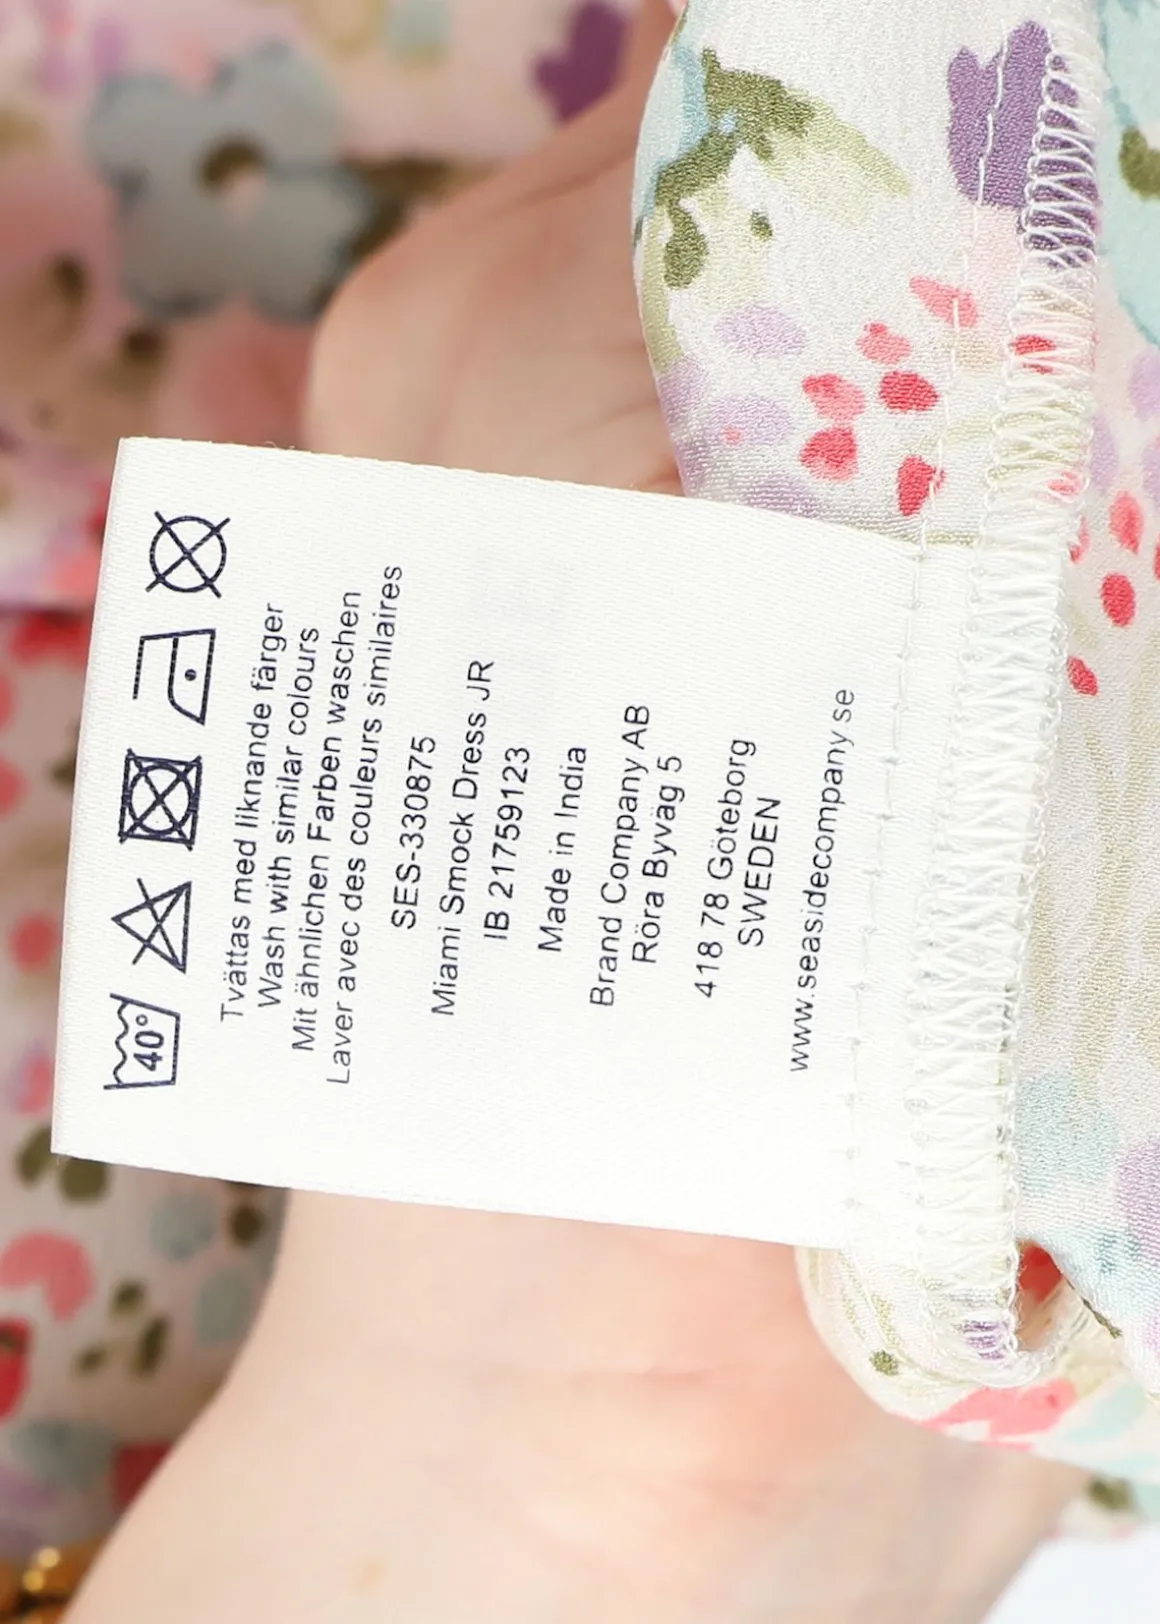 40°
Tvättas med liknande färger
Wash with similar colours
Mit ähnlichen Farben waschen
Laver avec des couleurs similaires
SES-330875
Miami Smock Dress JR
IB 21759123
Made in India
Brand Company AB
Röra Byväg 5
418 78 Göteborg
SWEDEN
www.seasidecompany se